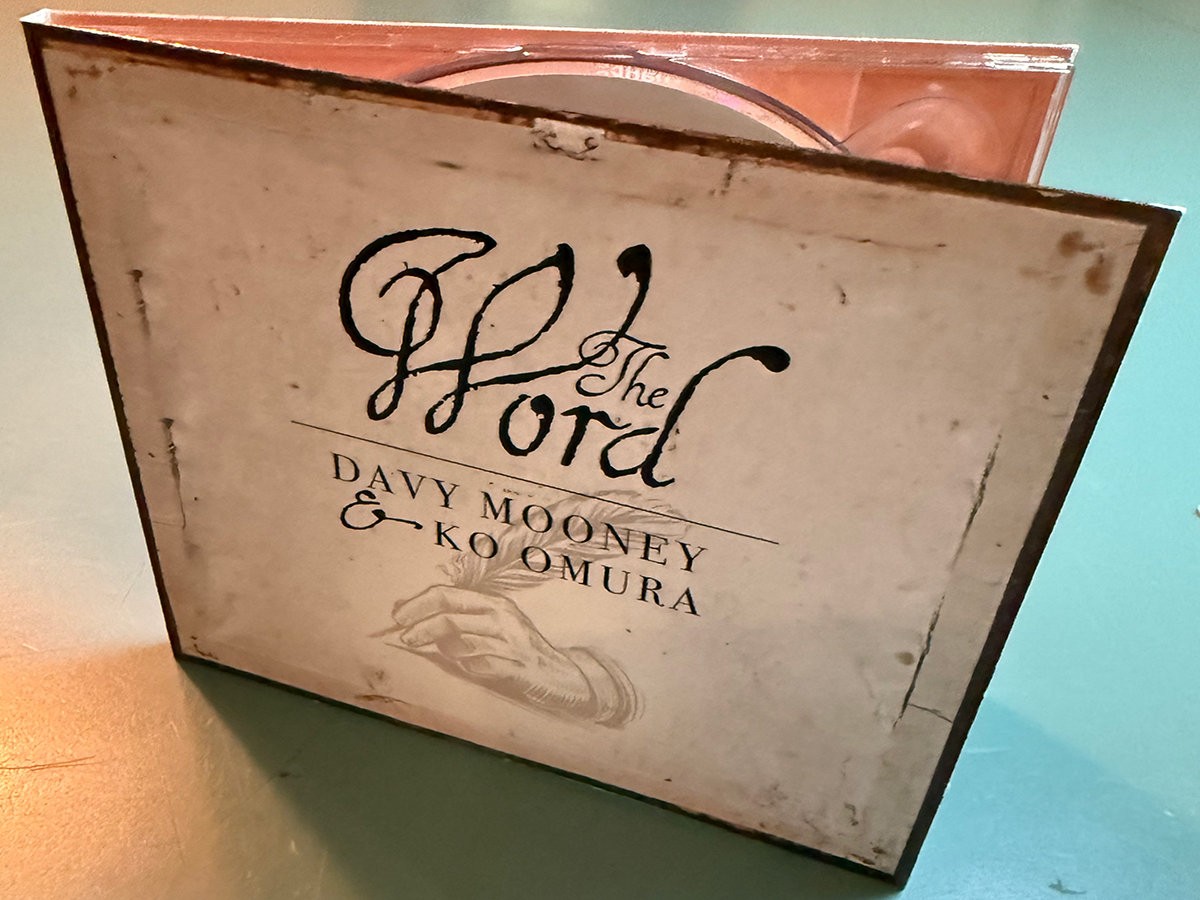 The
Word
DAVY MOONEY
& KO OMURA